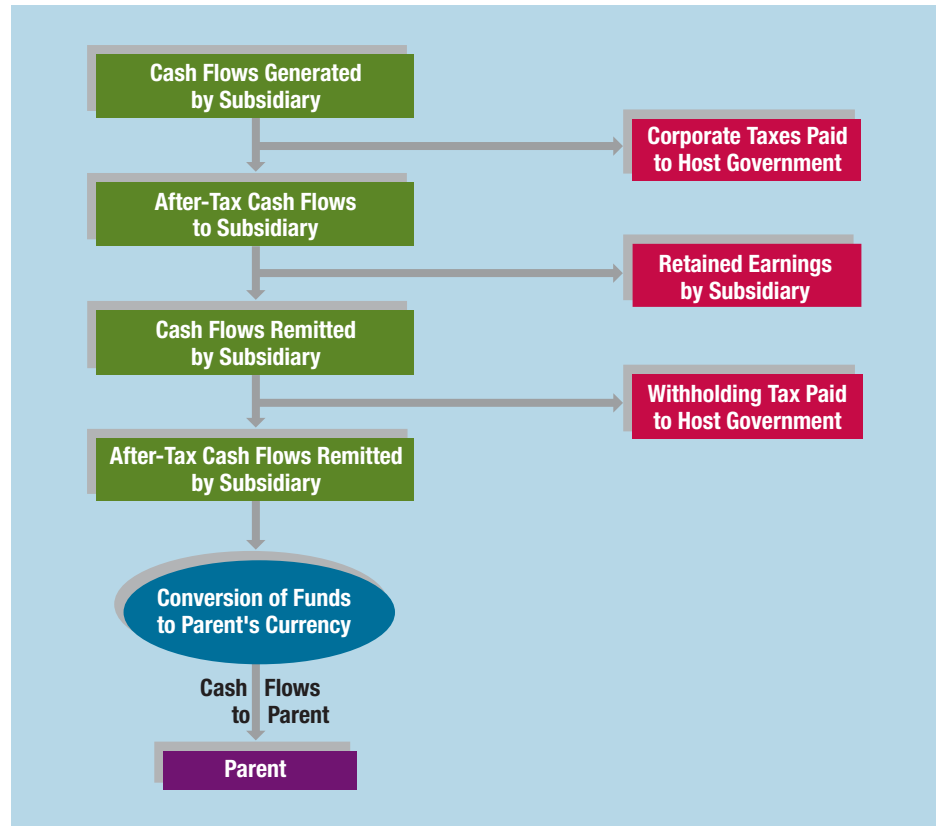 Cash Flows Generated
by Subsidiary
Corporate Taxes Paid
to Host Government
After-Tax Cash Flows
to Subsidiary
Retained Earnings
by Subsidiary
Cash Flows Remitted
by Subsidiary
Withholding Tax Paid
to Host Government
After-Tax Cash Flows Remitted
by Subsidiary
Conversion of Funds
to Parent's Currency
Cash Flows
to Parent
Parent